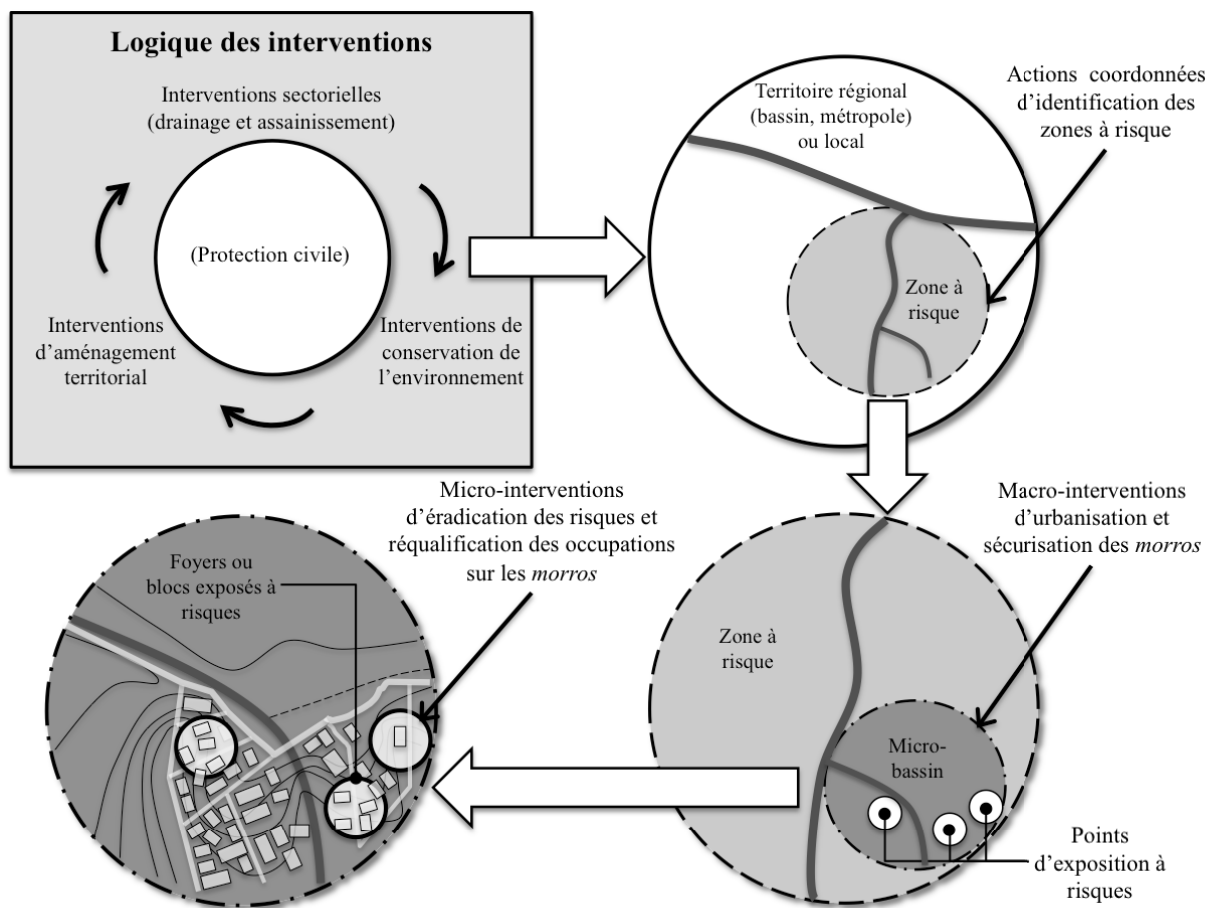 Logique des interventions
Interventions sectorielles
(drainage et assainissement)
(Protection civile)
Interventions
d’aménagement
territorial
Interventions de
conservation de
l’environnement
Territoire régional
(bassin, métropole)
ou local
Zone à
risque
Actions coordonnées
d’identification des
zones à risque
Micro-interventions
d’éradication des risques et
réqualification des occupations
sur les morros
Foyers ou
blocs exposés à
risques
Zone à
risque
Micro-
bassin
Macro-interventions
d’urbanisation et
sécurisation des morros
Points
d’exposition à
risques